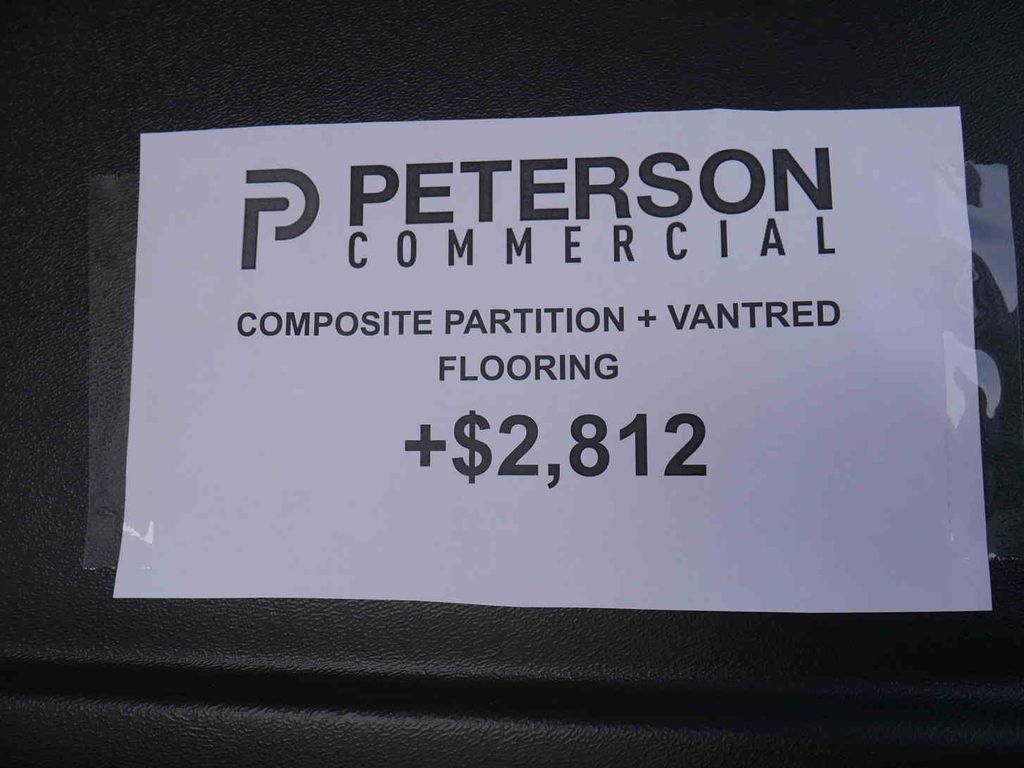 PETERSON
COMMERCIAL
COMPOSITE PARTITION + VANTRED
FLOORING
+$2,812